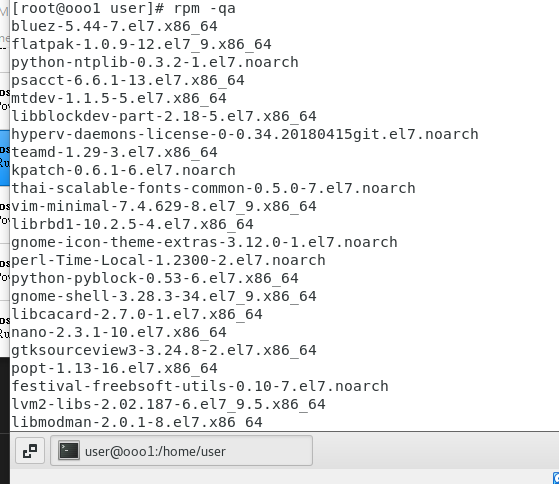 [root@ooo1 user]# rpm -qa
bluez-5.44-7.el7.x86_64
flatpak-1.0.9-12.el7_9.x86_64
python-ntplib-0.3.2-1.el7.noarch
psacct-6.6.1-13.el7.x86_64
mtdev-1.1.5-5.el7.x86_64
libblockdev-part-2.18-5.el7.x86_64
hyperv-daemons-license-0-0.34.20180415git.el7.noarch
teamd-1.29-3.el7.x86_64
kpatch-0.6.1-6.el7.noarch
thai-scalable-fonts-common-0.5.0-7.el7.noarch
vim-minimal-7.4.629-8.el7_9.x86_64
librbd1-10.2.5-4.el7.x86_64
gnome-icon-theme-extras-3.12.0-1.el7.noarch
perl-Time-Local-1.2300-2.el7.noarch
python-pyblock-0.53-6.el7.x86_64
gnome-shell-3.28.3-34.el7_9.x86_64
libcacard-2.7.0-1.el7.x86_64
nano-2.3.1-10.el7.x86_64
gtksourceview3-3.24.8-2.el7.x86_64
popt-1.13-16.el7.x86_64
festival-freebsoft-utils-0.10-7.el7.noarch
lvm2-libs-2.02.187-6.el7_9.5.x86_64
libmodman-2.0.1-8.el7.x86_64
user@ooo1:/home/user